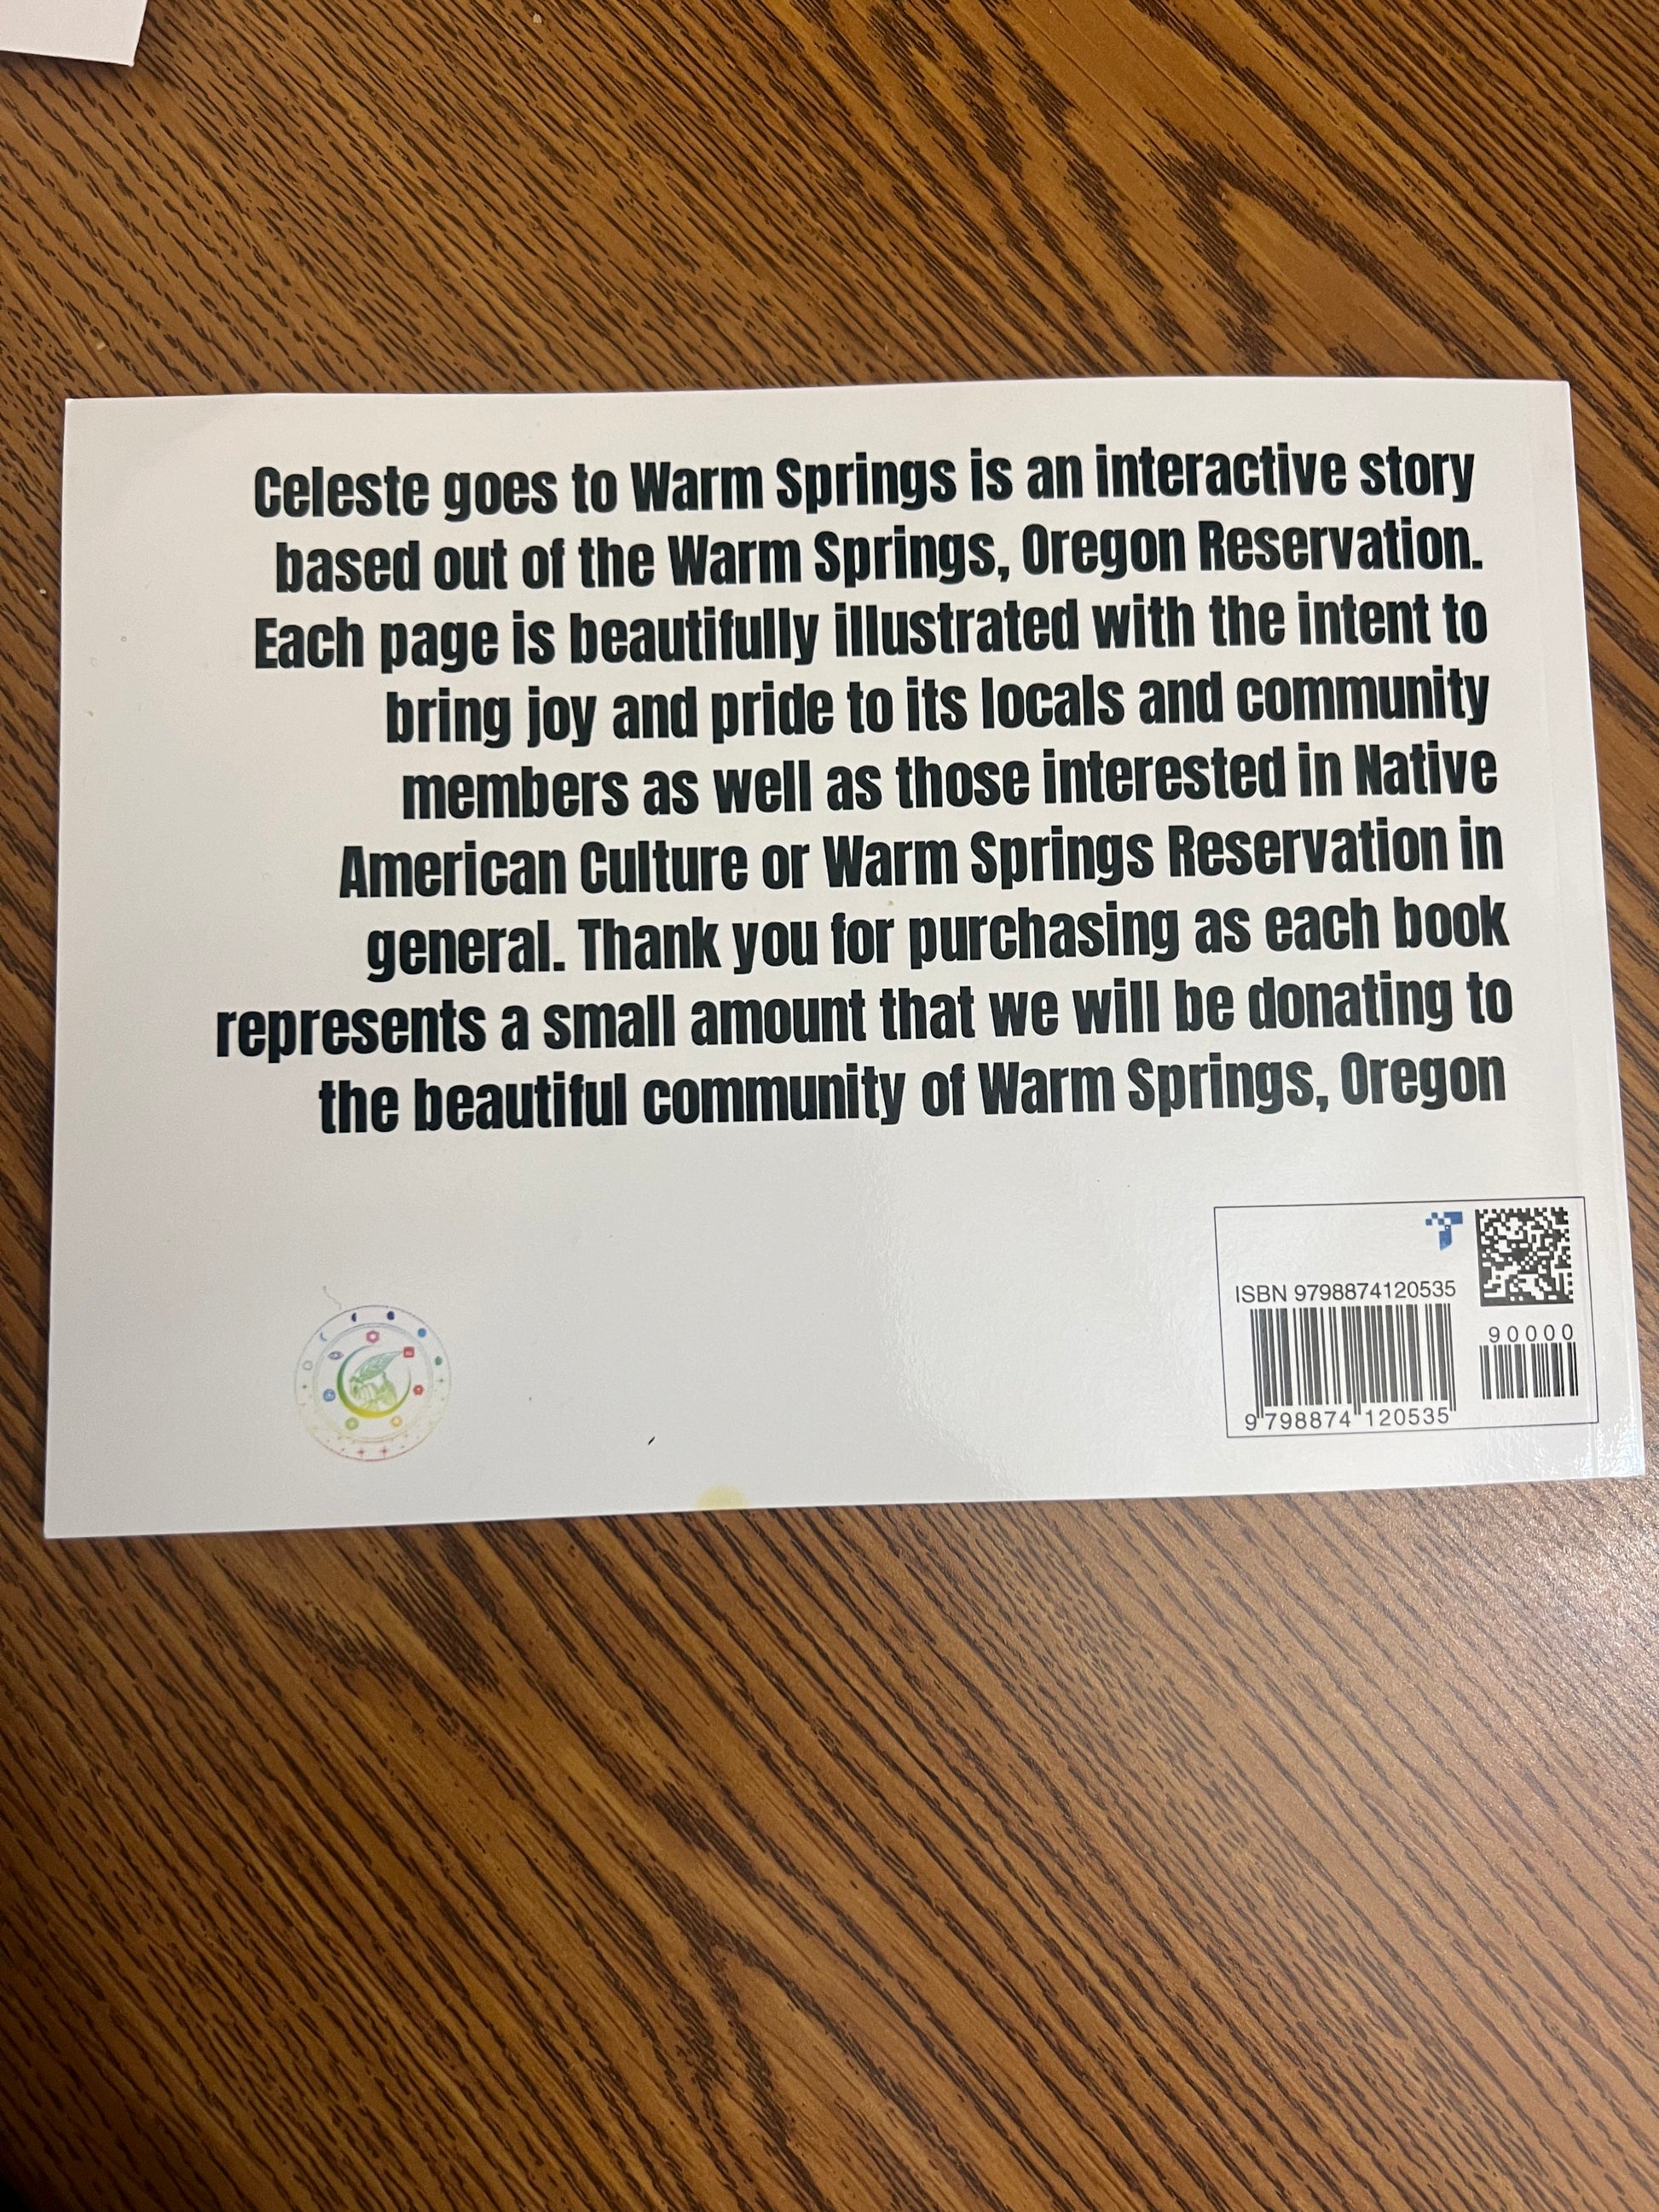 Celeste goes to Warm Springs is an interactive story
based out of the Warm Springs, Oregon Reservation.
Each page is beautifully illustrated with the intent to
bring joy and pride to its locals and community
members as well as those interested in Native
American Culture or Warm Springs Reservation in
general. Thank you for purchasing as each book
represents a small amount that we will be donating to
the beautiful community of Warm Springs, Oregon
ISBN 9798874120535
90000
9 798874 120535